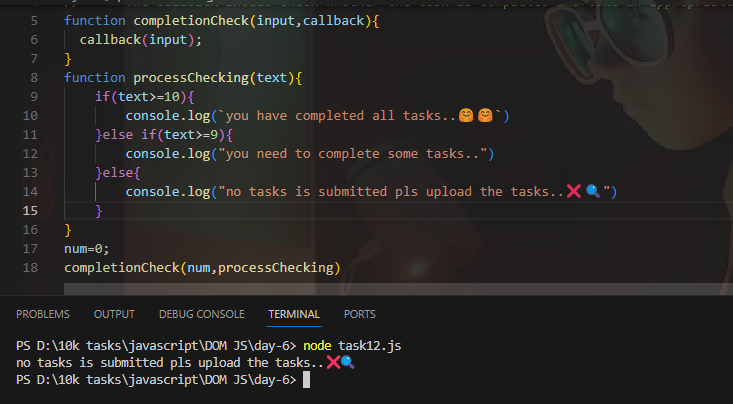 5 function completionCheck(input,callback){
6 callback(input);
7 }
8 function processChecking(text){
9 if(text>=10){
10 console.log(`you have completed all tasks..🤗🤗`)
11 }else if(text>=9){
12 console.log("you need to complete some tasks..")
13 }else{
14 console.log("no tasks is submitted pls upload the tasks..❌🔍")
15 }
16 }
17 num=0;
18 completionCheck(num,processChecking)
PROBLEMS OUTPUT DEBUG CONSOLE TERMINAL PORTS
PS D:\10k tasks\javascript\DOM JS\day-6> node task12.js
no tasks is submitted pls upload the tasks..❌🔍
PS D:\10k tasks\javascript\DOM JS\day-6>